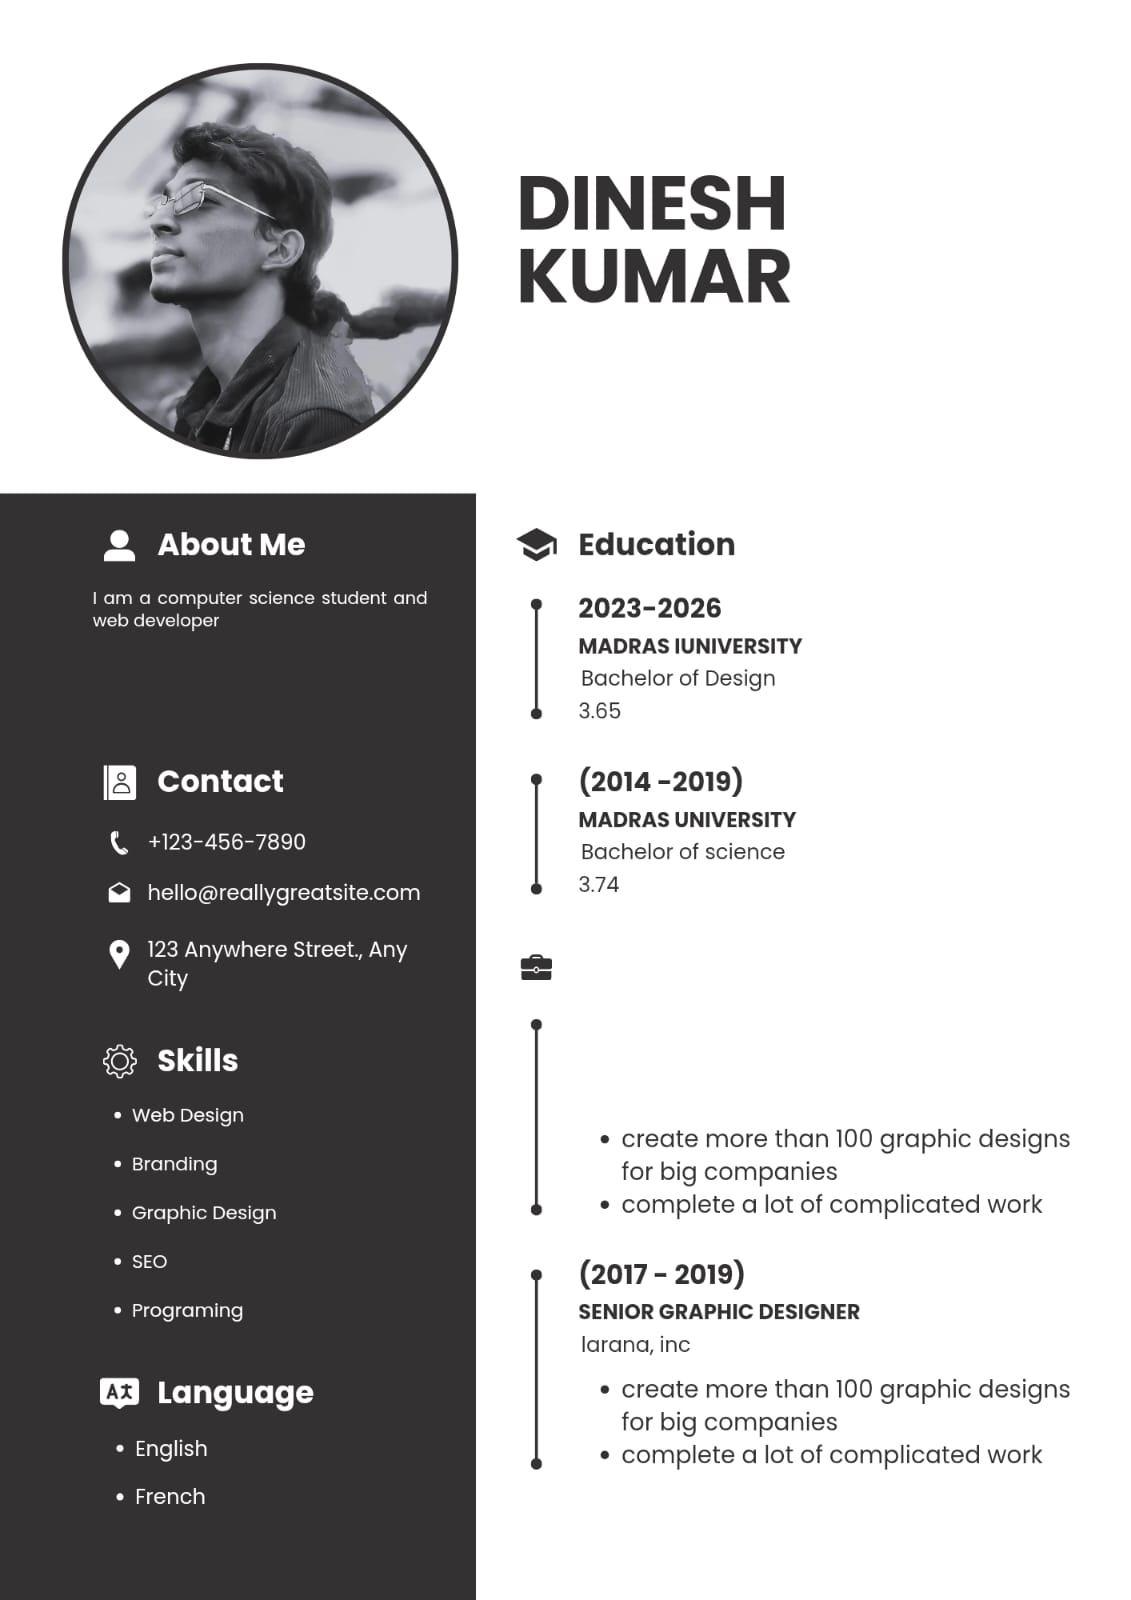 DINESH
KUMAR
About Me
I am a computer science student and
web developer
Contact
+123-456-7890
hello@reallygreatsite.com
123 Anywhere Street., Any
City
Skills
• Web Design
• Branding
• Graphic Design
• SEO
• Programing
Language
• English
• French
Education
2023-2026
MADRAS IUNIVERSITY
Bachelor of Design
3.65
(2014 -2019)
MADRAS UNIVERSITY
Bachelor of science
3.74
• create more than 100 graphic designs
for big companies
• complete a lot of complicated work
(2017 - 2019)
SENIOR GRAPHIC DESIGNER
larana, inc
• create more than 100 graphic designs
for big companies
• complete a lot of complicated work